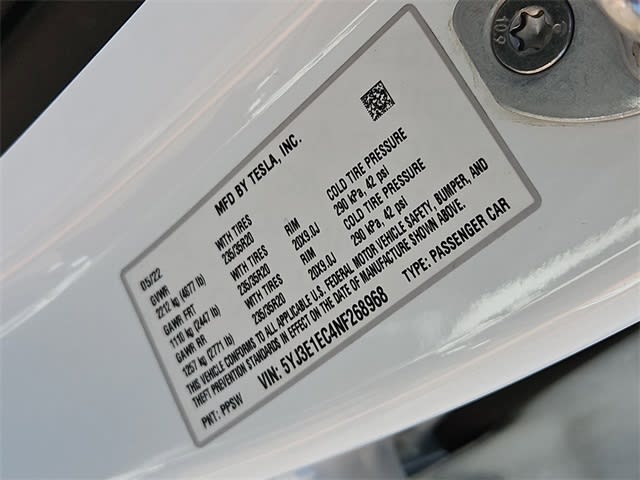 109
MFD BY TESLA, INC.
05/22
GVWR WITH TIRES RIM COLD TIRE PRESSURE
2212 kg (4877 lb) 235/35R20 20X9.0J 290 kPa, 42 psi
GAWR FRT WITH TIRES RIM COLD TIRE PRESSURE
1110 kg (2447 lb) 235/35R20 20X9.0J 290 kPa, 42 psi
GAWR RR WITH TIRES
1257 kg (2771 lb) 235/35R20
THIS VEHICLE CONFORMS TO ALL APPLICABLE U.S. FEDERAL MOTOR VEHICLE SAFETY, BUMPER, AND
THEFT PREVENTION STANDARDS IN EFFECT ON THE DATE OF MANUFACTURE SHOWN ABOVE.
VIN: 5YJ3E1EC4NF268968 TYPE: PASSENGER CAR
PNT: PPSW